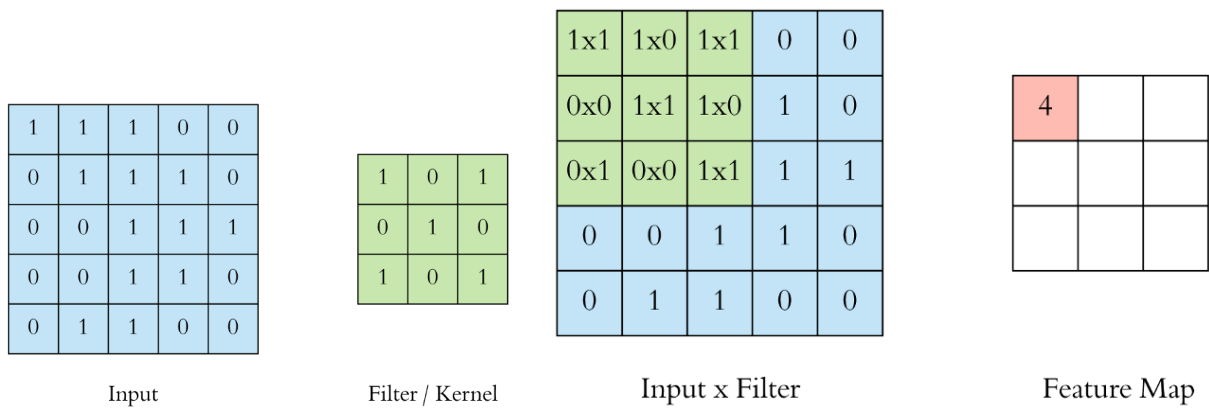 1 1 1 0 0
0 1 1 1 0
0 0 1 1 1
0 0 1 1 0
0 1 1 0 0
Input
1 0 1
0 1 0
1 0 1
Filter / Kernel
1x1 1x0 1x1 0 0
0x0 1x1 1x0 1 0
0x1 0x0 1x1 1 1
0 0 1 1 0
0 1 1 0 0
Input x Filter
4
Feature Map